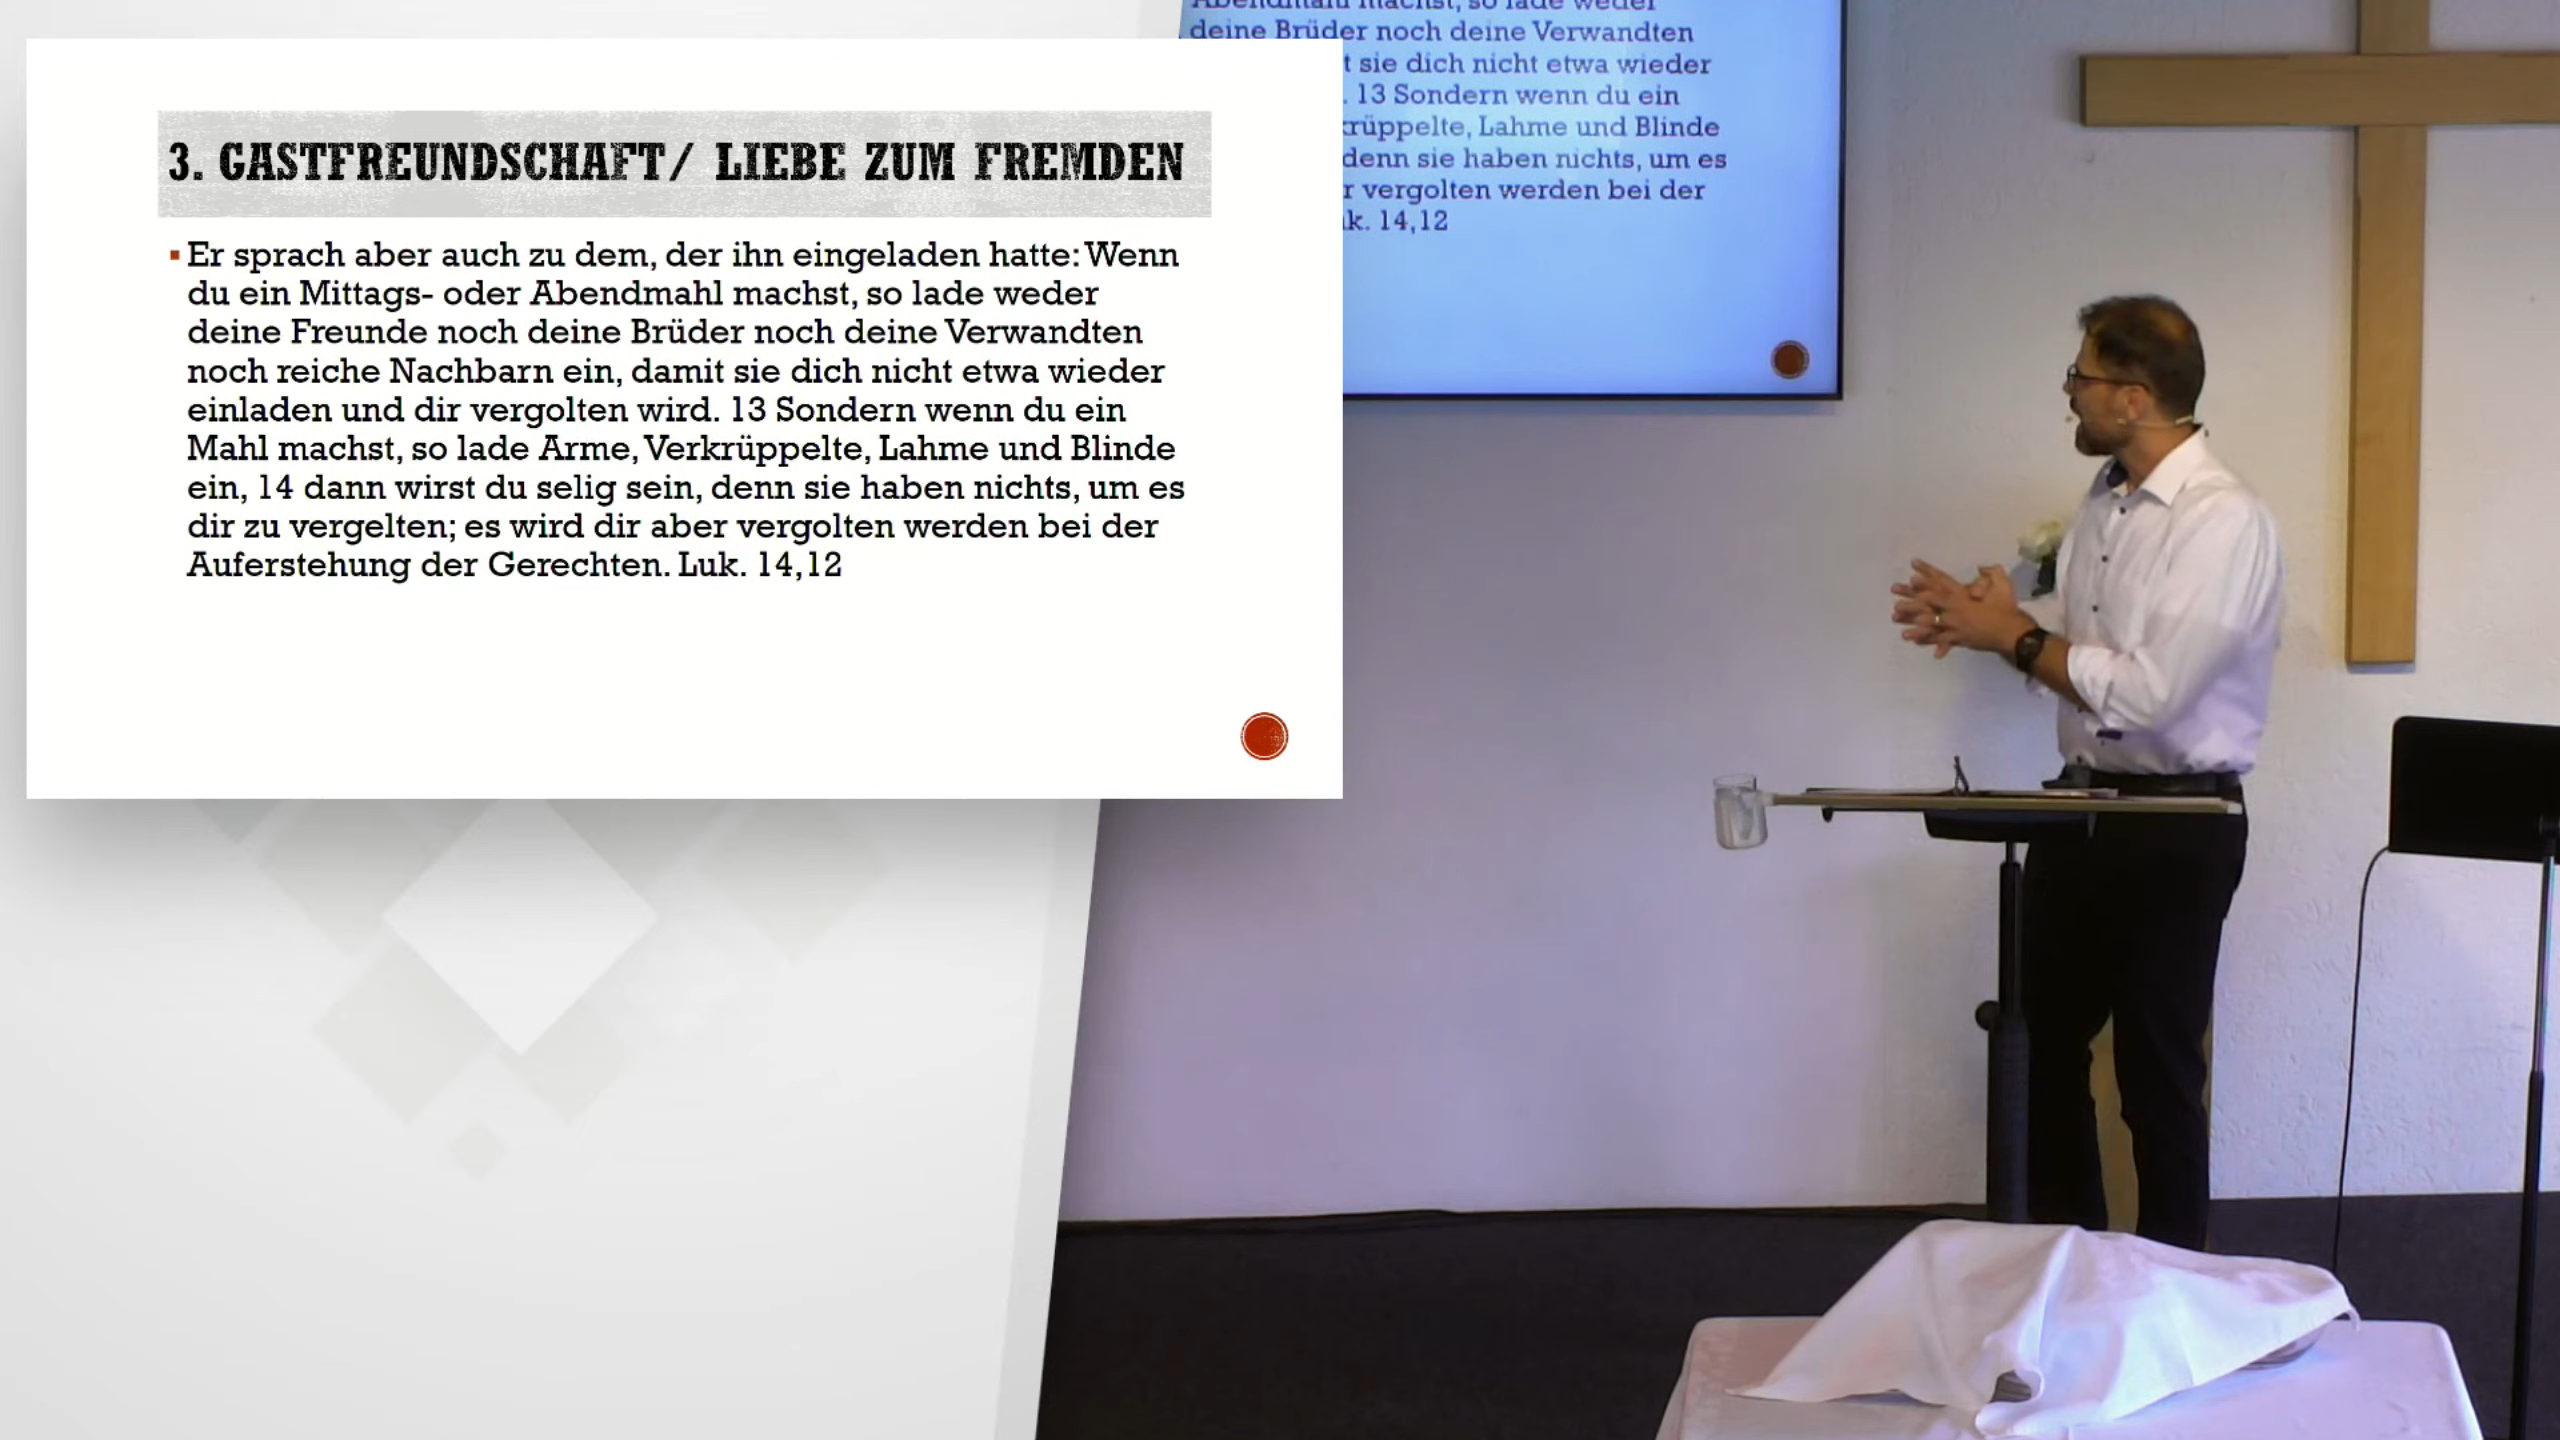 3. GASTFREUNDSCHAFT/ LIEBE ZUM FREMDEN
Er sprach aber auch zu dem, der ihn eingeladen hatte: Wenn
du ein Mittags- oder Abendmahl machst, so lade weder
deine Freunde noch deine Brüder noch deine Verwandten
noch reiche Nachbarn ein, damit sie dich nicht etwa wieder
einladen und dir vergolten wird. 13 Sondern wenn du ein
Mahl machst, so lade Arme, Verkrüppelte, Lahme und Blinde
ein, 14 dann wirst du selig sein, denn sie haben nichts, um es
dir zu vergelten; es wird dir aber vergolten werden bei der
Auferstehung der Gerechten. Luk. 14,12
Abendmahl machst, so lade weder
deine Brüder noch deine Verwandten
t sie dich nicht etwa wieder
. 13 Sondern wenn du ein
krüppelte, Lahme und Blinde
denn sie haben nichts, um es
r vergolten werden bei der
k. 14,12